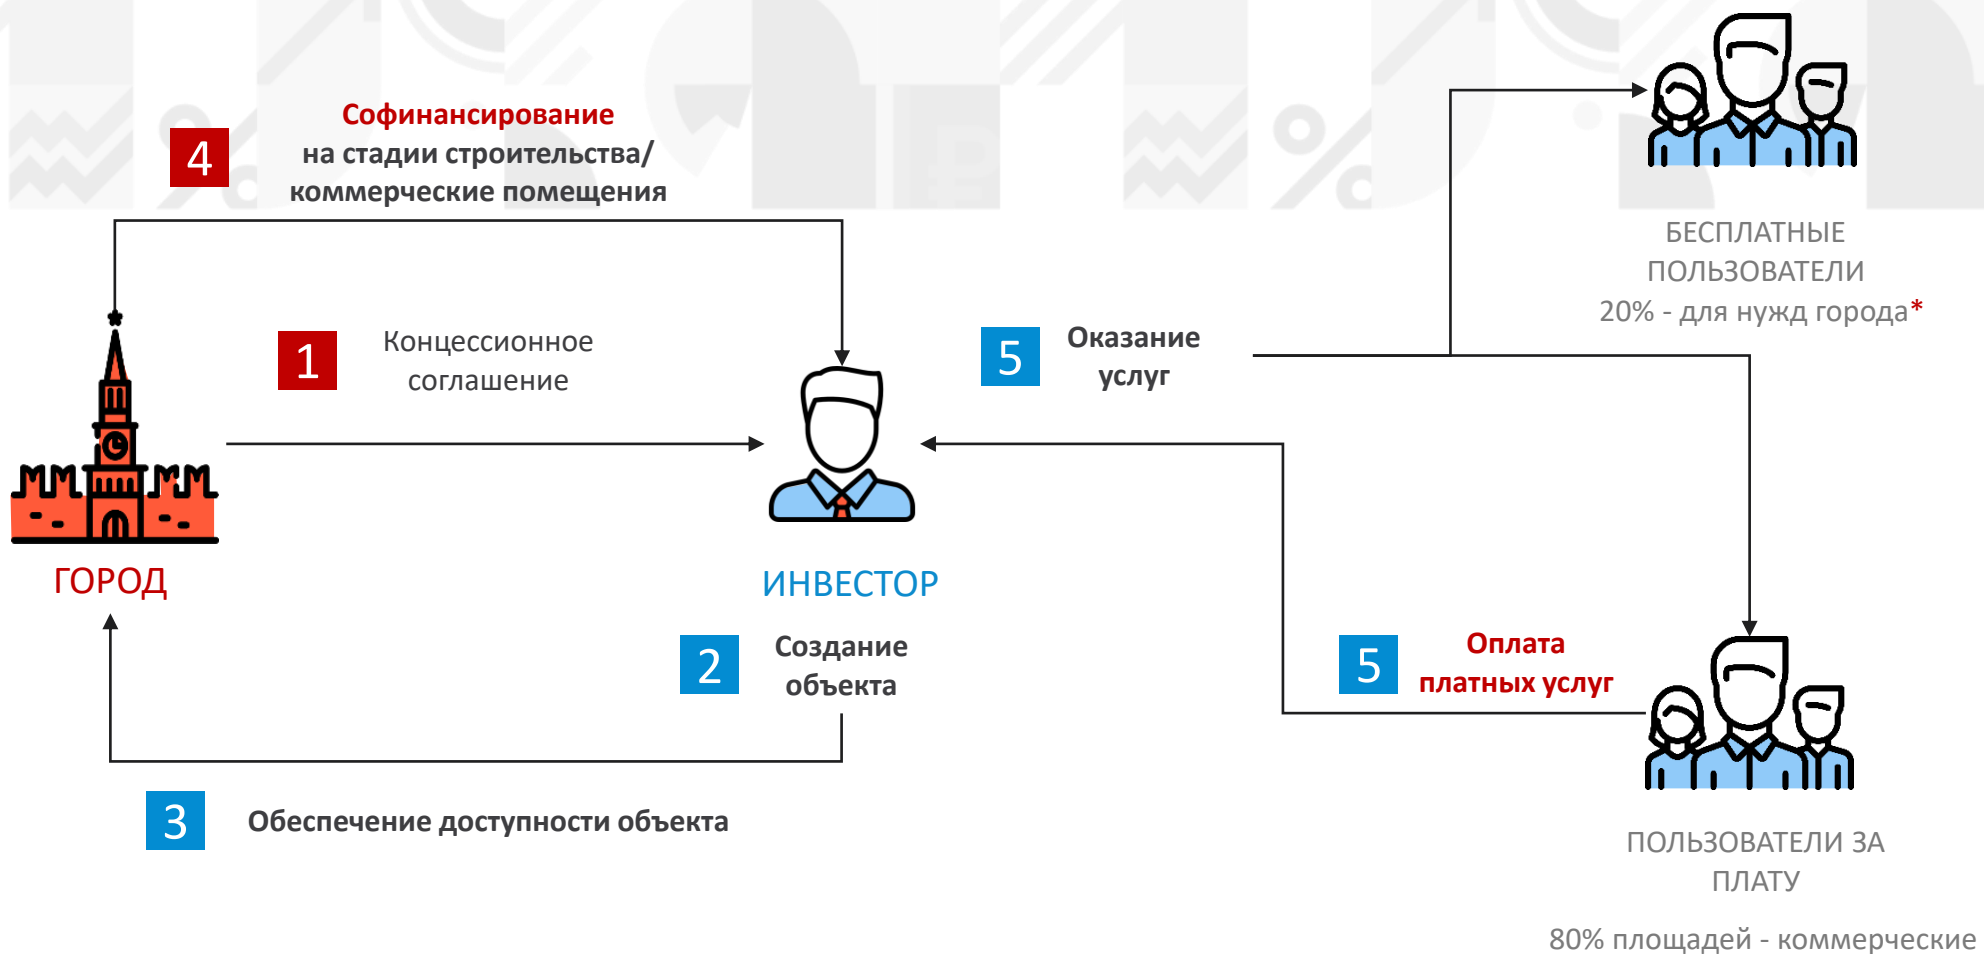 4
Софинансирование
на стадии строительства/
коммерческие помещения
1
Концессионное
соглашение
ГОРОД
ИНВЕСТОР
2
Создание
объекта
3
Обеспечение доступности объекта
5
Оказание
услуг
БЕСПЛАТНЫЕ
ПОЛЬЗОВАТЕЛИ
20% - для нужд города*
5
Оплата
платных услуг
ПОЛЬЗОВАТЕЛИ ЗА
ПЛАТУ
80% площадей - коммерческие